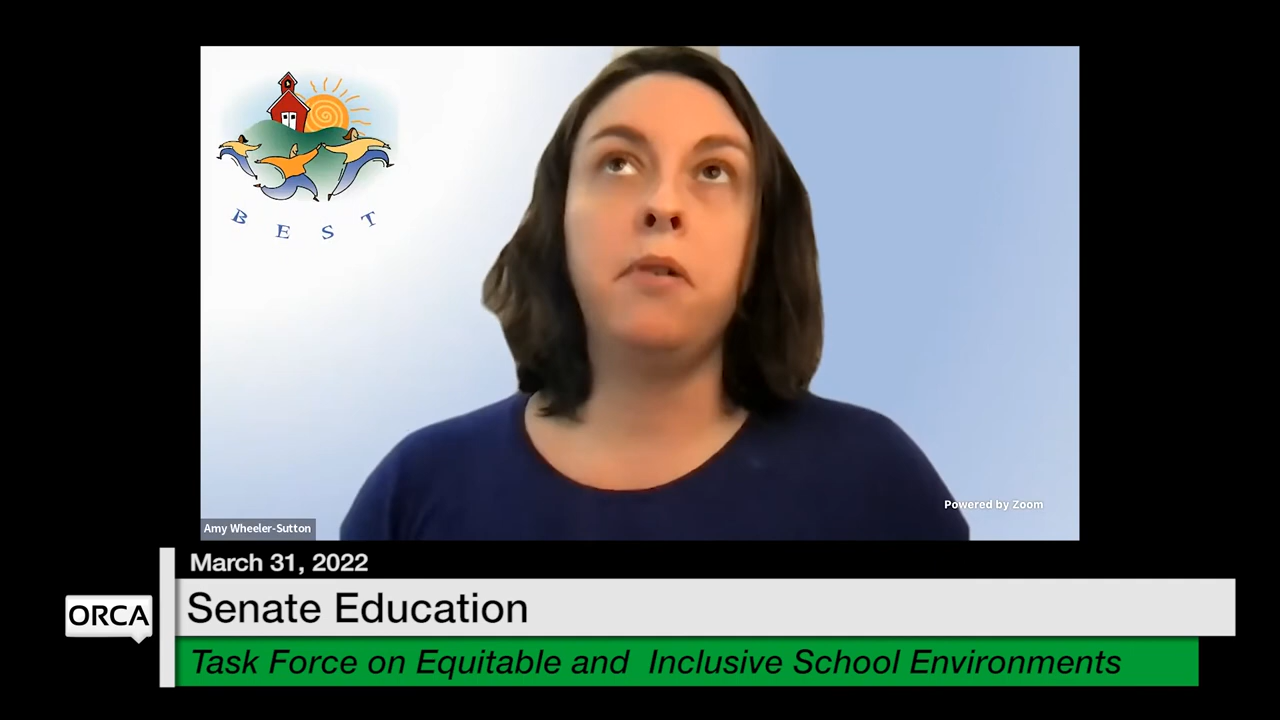 B E S T
Powered by Zoom
Amy Wheeler-Sutton
March 31, 2022
ORCA
Senate Education
Task Force on Equitable and Inclusive School Environments